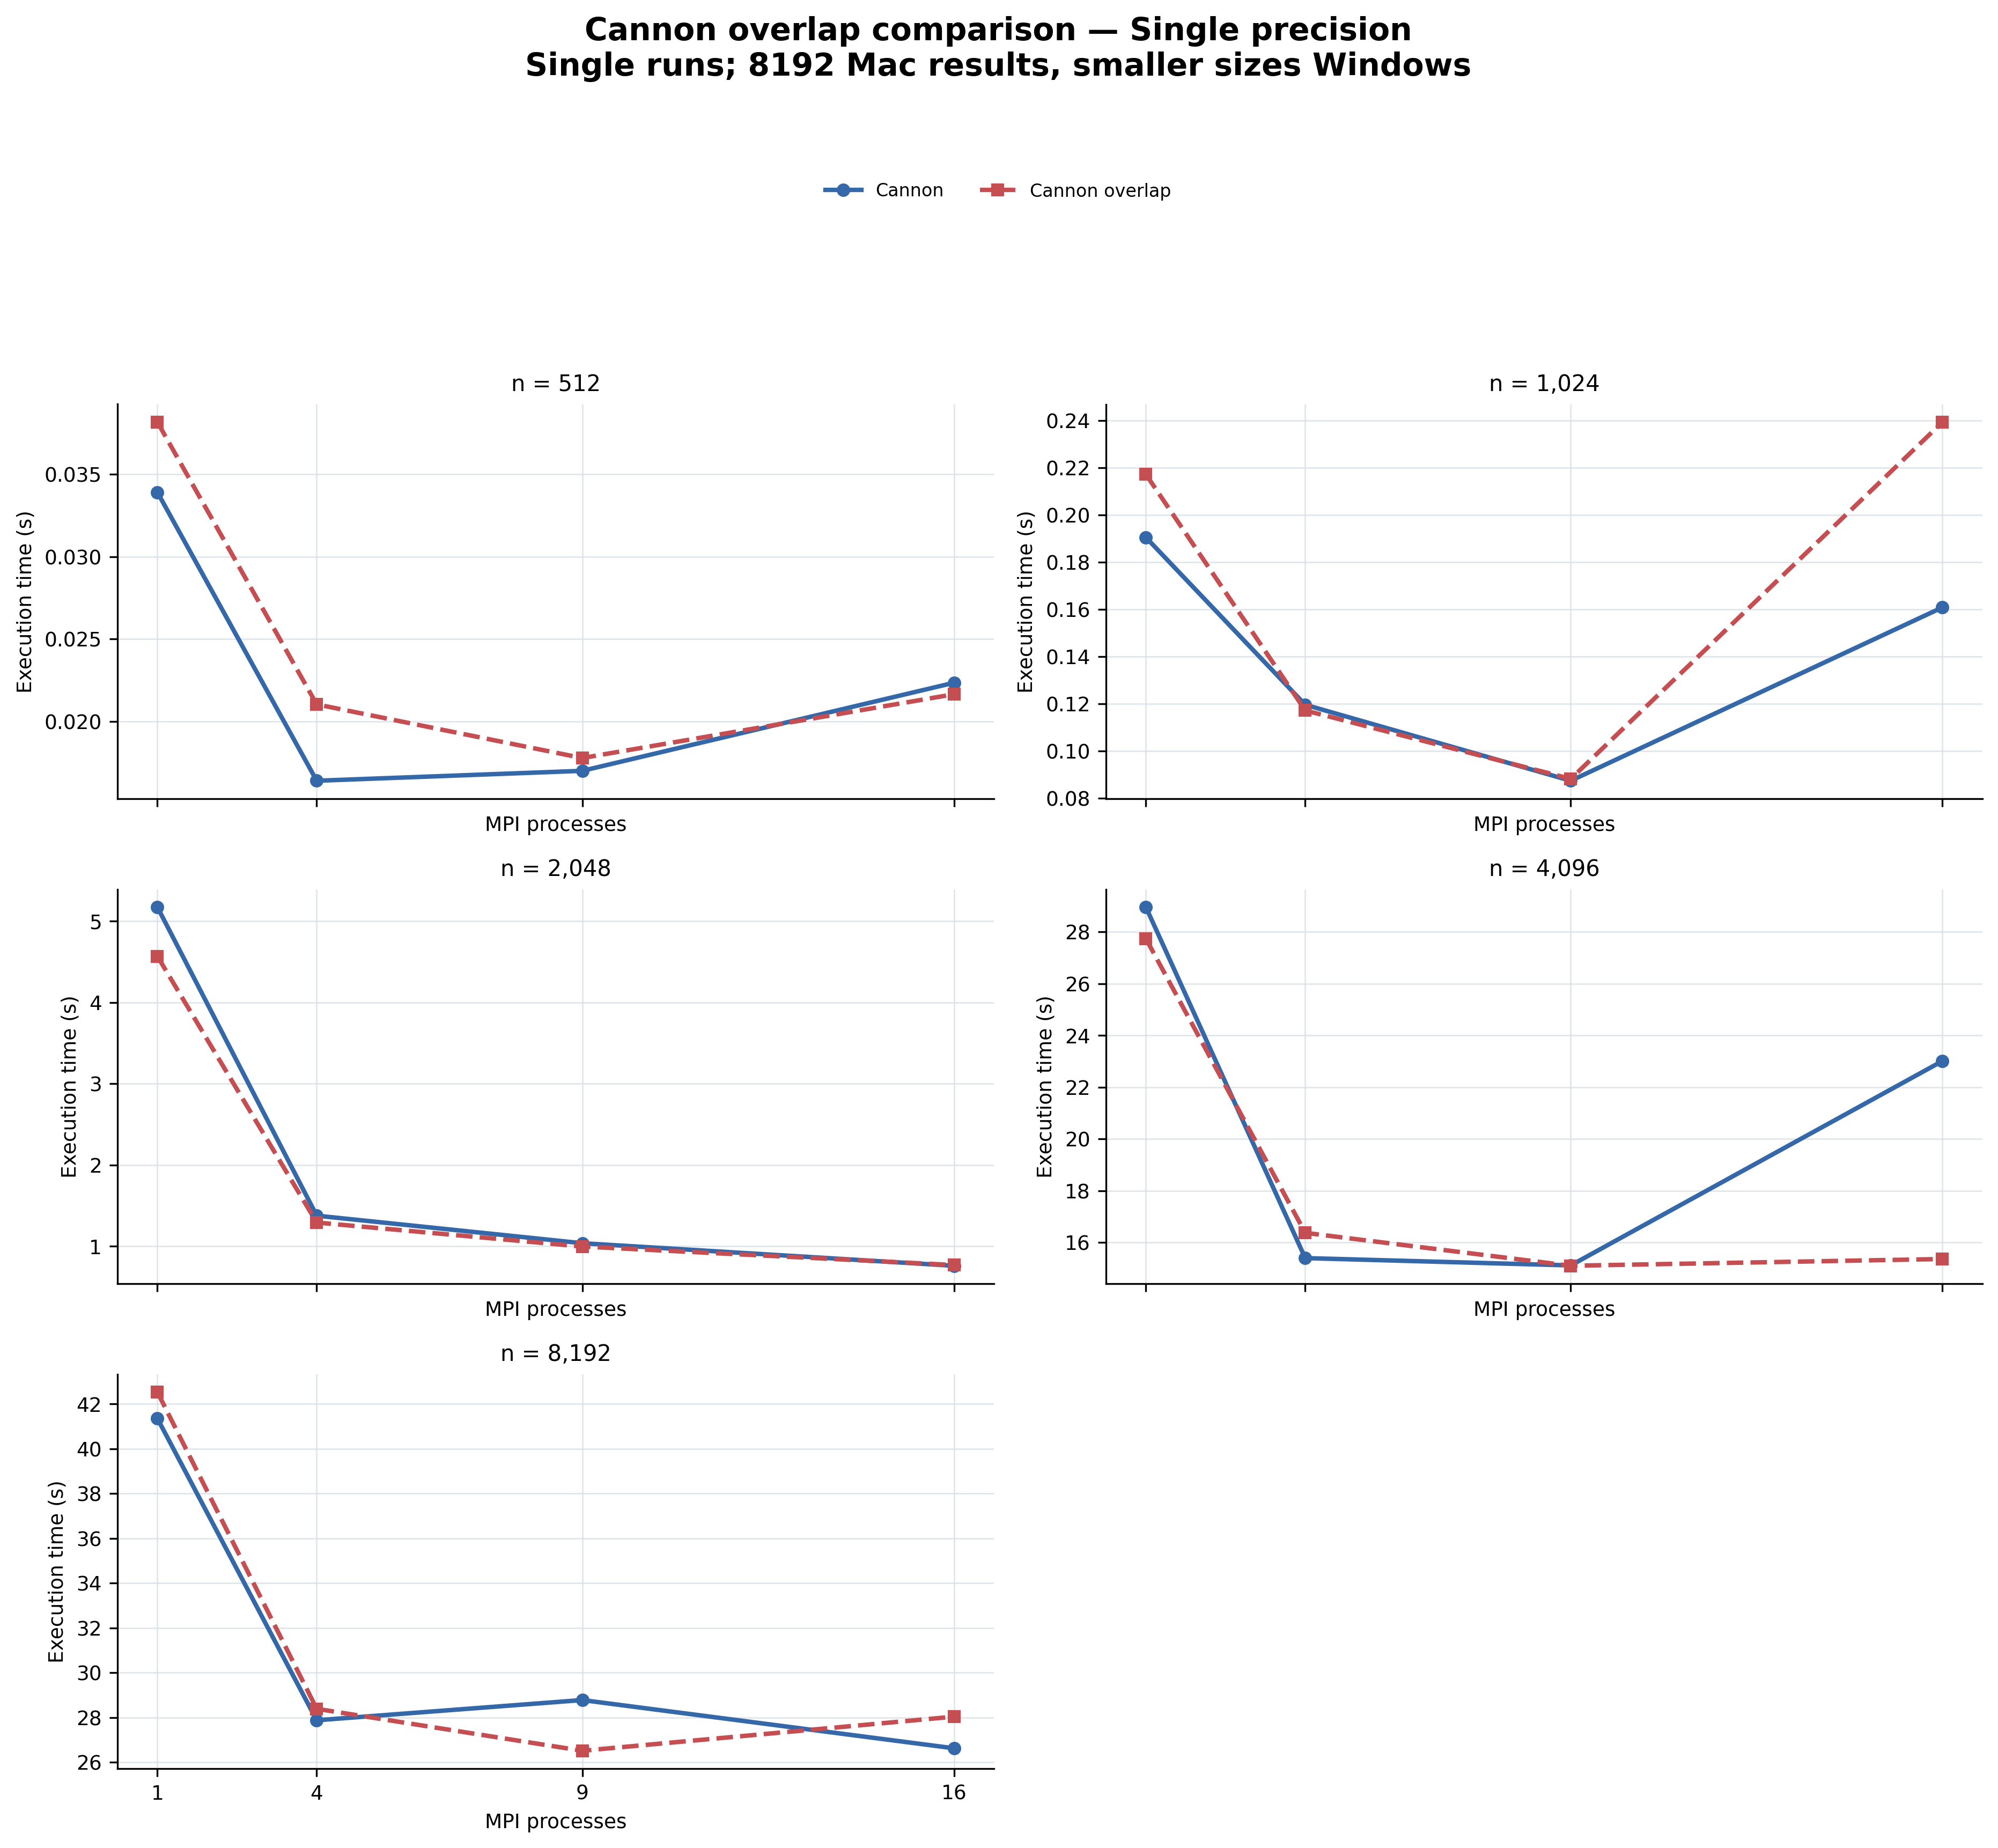 Cannon overlap comparison — Single precision
Single runs; 8192 Mac results, smaller sizes Windows
Cannon
Cannon overlap
n = 512
Execution time (s)
0.035
0.030
0.025
0.020
MPI processes
n = 1,024
Execution time (s)
0.24
0.22
0.20
0.18
0.16
0.14
0.12
0.10
0.08
MPI processes
n = 2,048
Execution time (s)
5
4
3
2
1
MPI processes
n = 4,096
Execution time (s)
28
26
24
22
20
18
16
MPI processes
n = 8,192
Execution time (s)
42
40
38
36
34
32
30
28
26
1 4 9 16
MPI processes